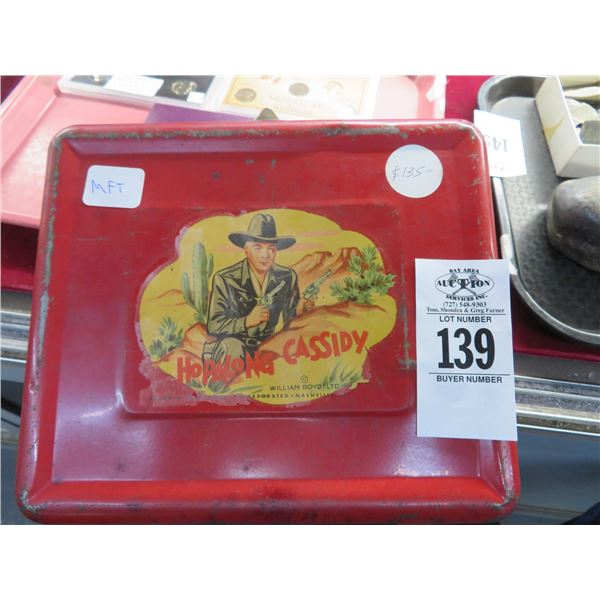 MFT
$135-
HOPALONG CASSIDY
©
WILLIAM BOYD LTD
NASHVILLE
BAY AREA
AUCTION
SERVICES INC.
(727) 548-9303
Tom, Shondra & Greg Farner
LOT NUMBER
139
BUYER NUMBER